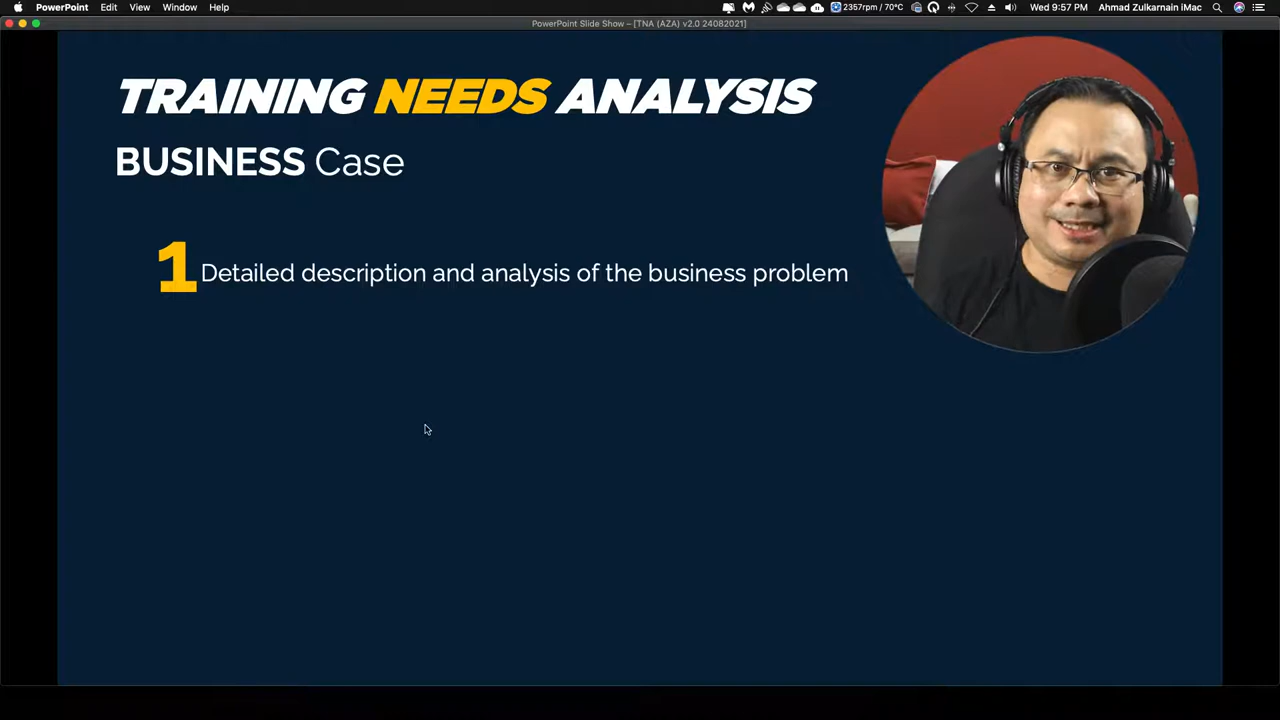 PowerPoint Edit View Window Help 2357rpm / 70°C Wed 9:57 PM Ahmad Zulkarnain iMac
PowerPoint Slide Show – [TNA (AZA) v2.0 24082021]
TRAINING NEEDS ANALYSIS
BUSINESS Case
1 Detailed description and analysis of the business problem